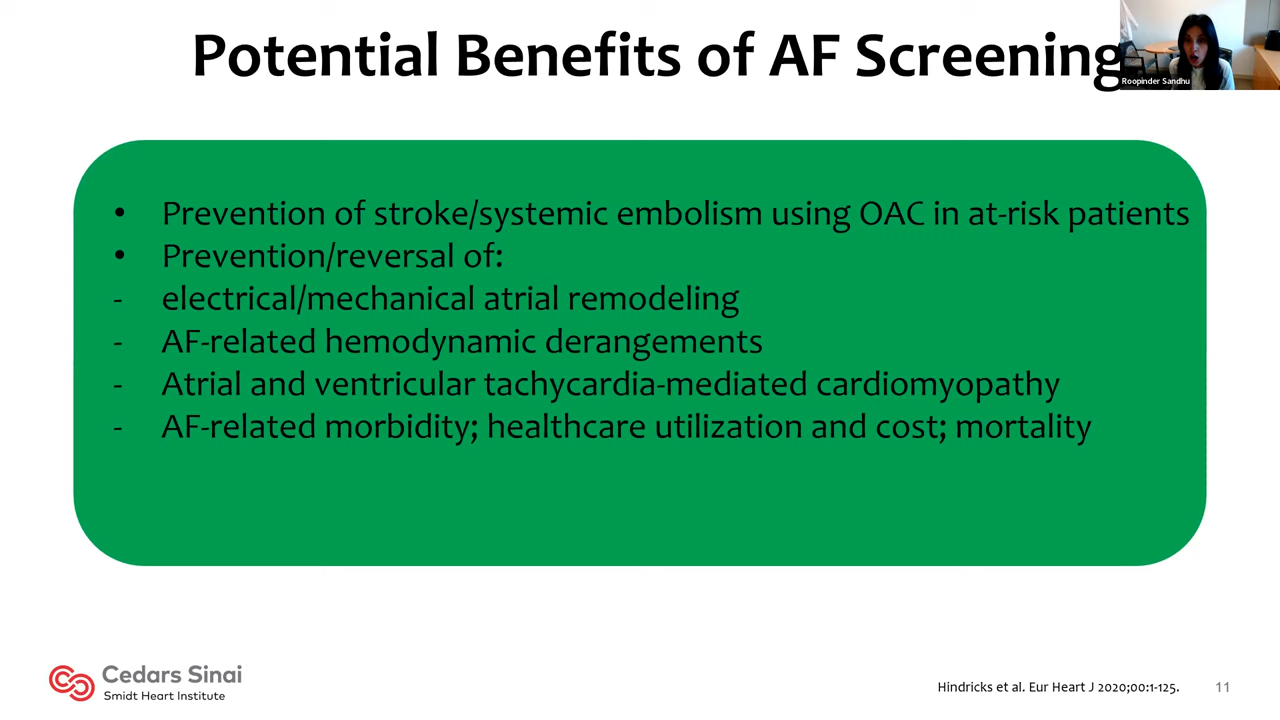 Potential Benefits of AF Screening
Roopinder Sandhu
• Prevention of stroke/systemic embolism using OAC in at-risk patients
• Prevention/reversal of:
- electrical/mechanical atrial remodeling
- AF-related hemodynamic derangements
- Atrial and ventricular tachycardia-mediated cardiomyopathy
- AF-related morbidity; healthcare utilization and cost; mortality
Cedars Sinai
Smidt Heart Institute
Hindricks et al. Eur Heart J 2020;00:1-125.
11